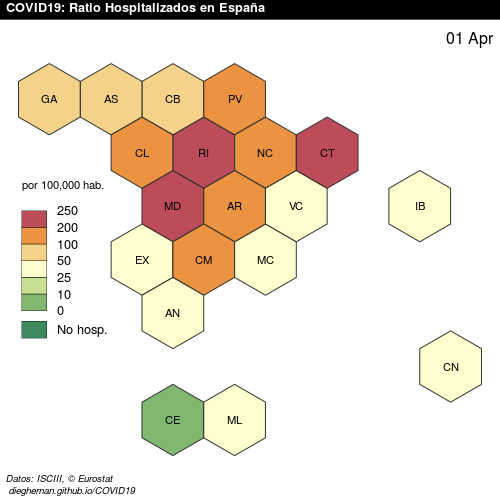 COVID19: Ratio Hospitalizados en España
01 Apr
GA AS CB PV
CL RI NC CT
por 100,000 hab.
MD AR VC IB
250
200
100
50
25
10
0
No hosp.
EX CM MC
AN
CN
CE ML
Datos: ISCIII, © Eurostat
dieghernan.github.io/COVID19